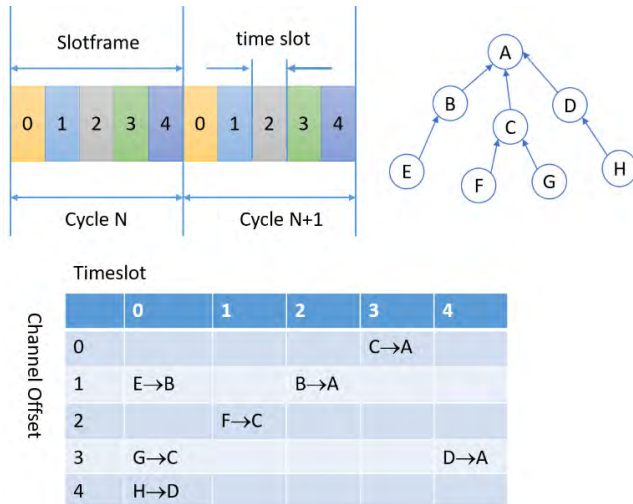 Slotframe
time slot
0 1 2 3 4 0 1 2 3 4
Cycle N
Cycle N+1
A
B
D
C
E
H
F
G
Timeslot
Channel Offset
0 1 2 3 4
0 C→A
1 E→B B→A
2 F→C
3 G→C D→A
4 H→D